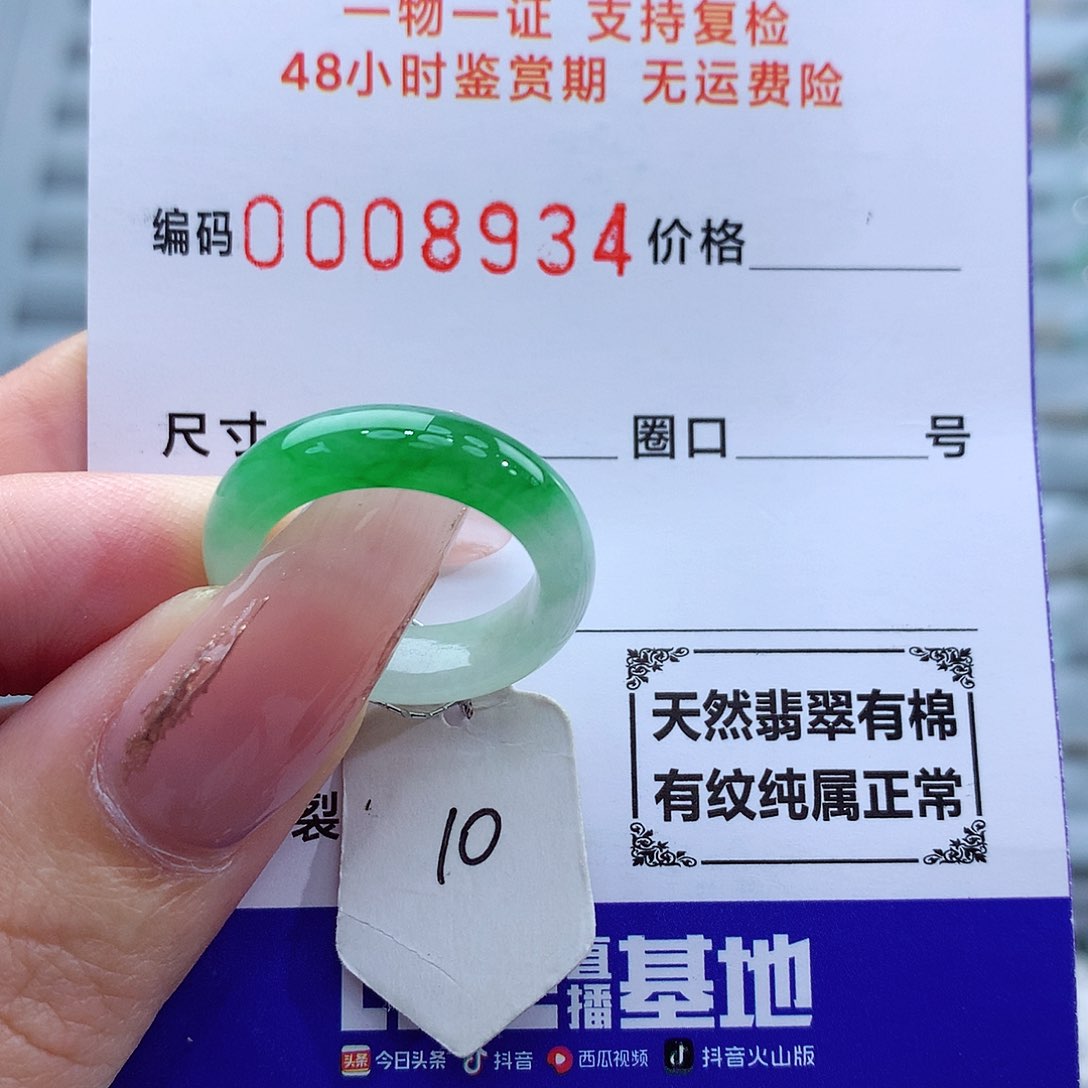 一物一证 支持复检
48小时鉴赏期 无运费险
编码0008934价格
尺寸 圈口 号
天然翡翠有棉
有纹纯属正常
裂
10
直播基地
今日头条 抖音 西瓜视频 抖音火山版